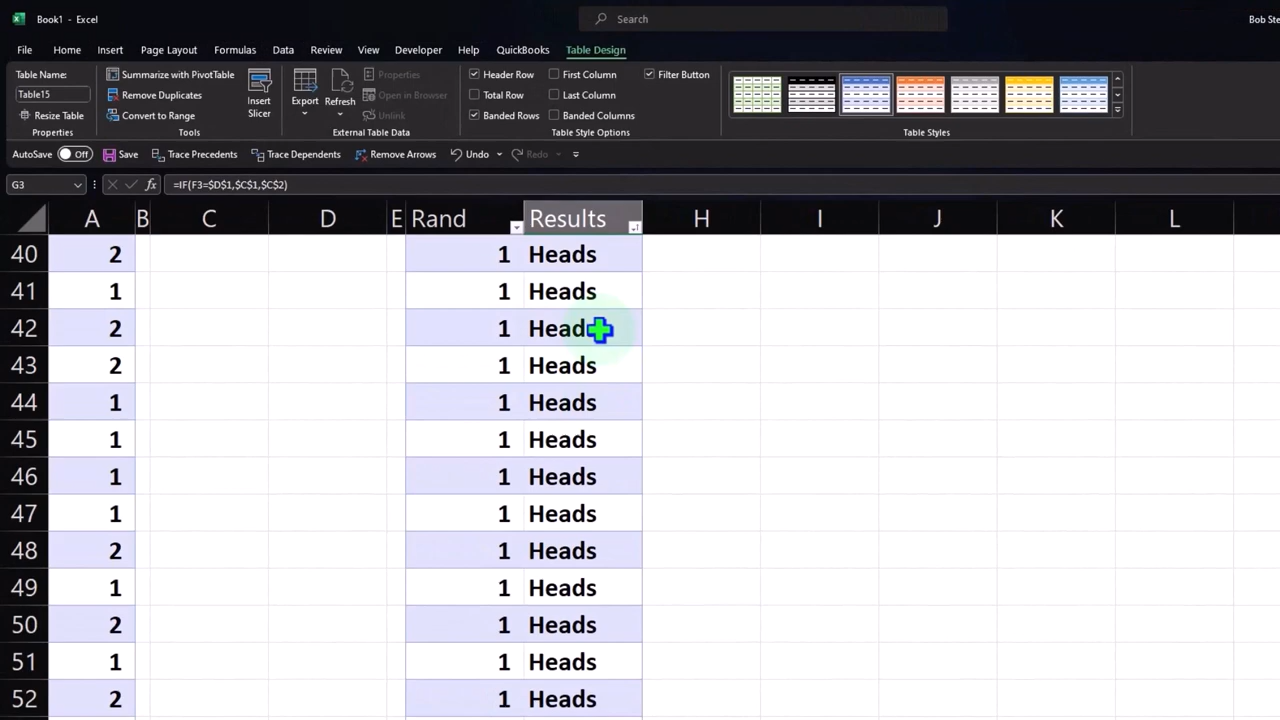 Book1 - Excel
Search
Bob Ste
File Home Insert Page Layout Formulas Data Review View Developer Help QuickBooks Table Design
Table Name:
Table15
Resize Table
Properties
Summarize with PivotTable
Remove Duplicates
Convert to Range
Tools
Insert
Slicer
Export
Refresh
Properties
Open in Browser
Unlink
External Table Data
Header Row First Column Filter Button
Total Row Last Column
Banded Rows Banded Columns
Table Style Options
Table Styles
AutoSave Off Save Trace Precedents Trace Dependents Remove Arrows Undo Redo
G3 fx =IF(F3=$D$1,$C$1,$C$2)
A B C D E Rand Results H I J K L
40 2 1 Heads
41 1 1 Heads
42 2 1 Heads
43 2 1 Heads
44 1 1 Heads
45 1 1 Heads
46 1 1 Heads
47 1 1 Heads
48 2 1 Heads
49 1 1 Heads
50 2 1 Heads
51 1 1 Heads
52 2 1 Heads